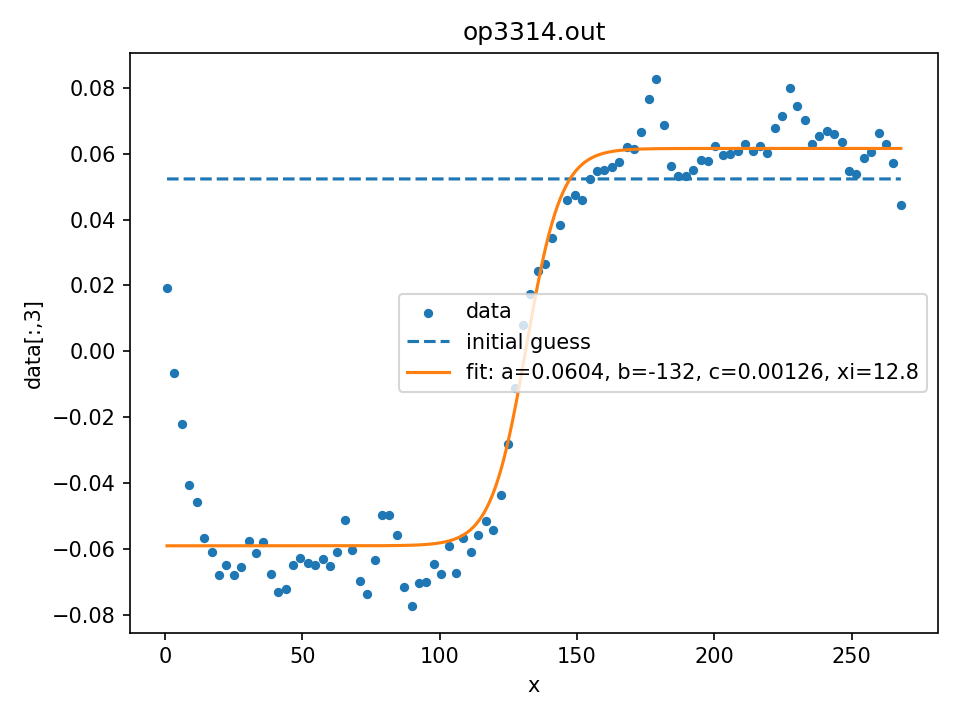 op3314.out
0.08
0.06
0.04
0.02
0.00
−0.02
−0.04
−0.06
−0.08
data[:,3]
data
initial guess
fit: a=0.0604, b=-132, c=0.00126, xi=12.8
0 50 100 150 200 250
x